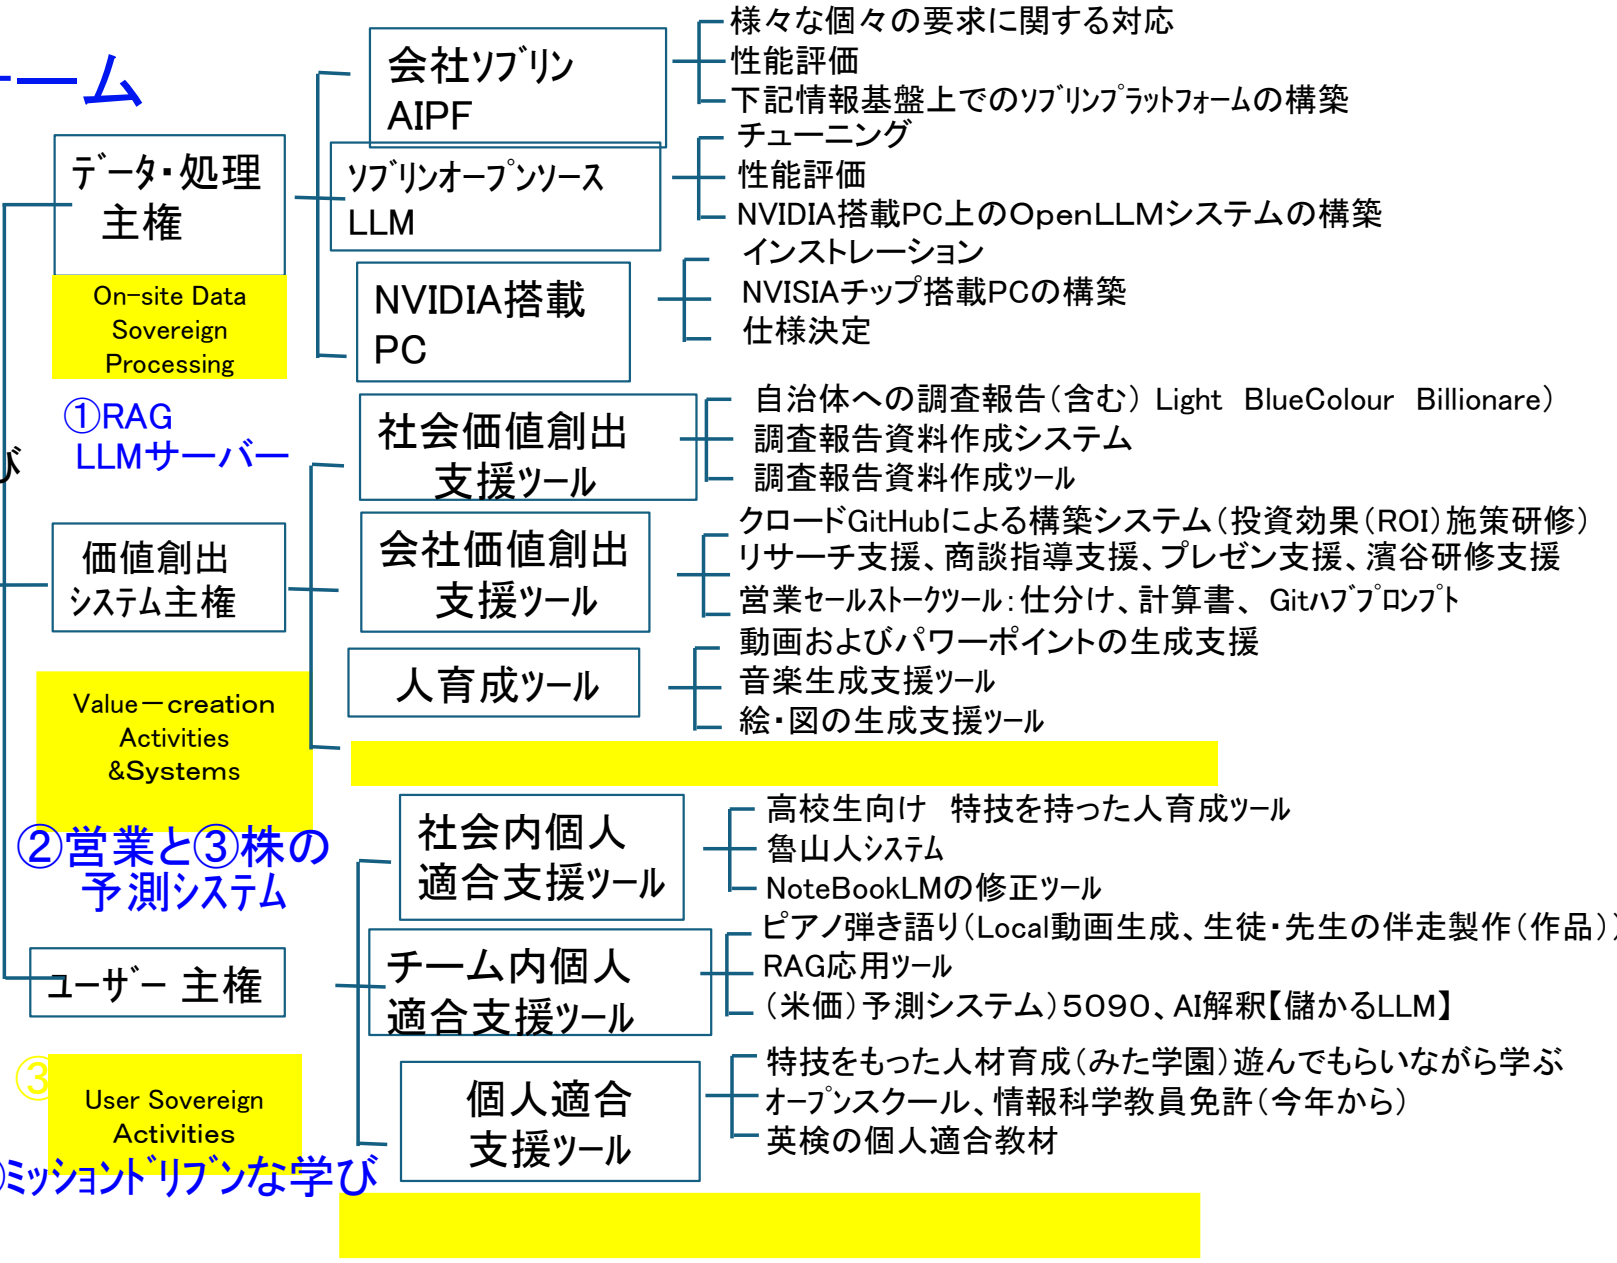 ーム
会社ソブリン
AIPF
様々な個々の要求に関する対応
性能評価
下記情報基盤上でのソブリンプラットフォームの構築
データ・処理
主権
ソブリンオープンソース
LLM
チューニング
性能評価
NVIDIA搭載PC上のOpenLLMシステムの構築
On-site Data
Sovereign
Processing
NVIDIA搭載
PC
インストレーション
NVISIAチップ搭載PCの構築
仕様決定
①RAG
LLMサーバー
び
社会価値創出
支援ツール
自治体への調査報告(含む) Light BlueColour Billionare)
調査報告資料作成システム
調査報告資料作成ツール
価値創出
システム主権
会社価値創出
支援ツール
クロードGitHubによる構築システム(投資効果(ROI)施策研修)
リサーチ支援、商談指導支援、プレゼン支援、濱谷研修支援
営業セールストークツール:仕分け、計算書、Gitハブプロンプト
Value-creation
Activities
&Systems
人育成ツール
動画およびパワーポイントの生成支援
音楽生成支援ツール
絵・図の生成支援ツール
②営業と③株の
予測システム
社会内個人
適合支援ツール
高校生向け 特技を持った人育成ツール
魯山人システム
NoteBookLMの修正ツール
ユーザー 主権
チーム内個人
適合支援ツール
ピアノ弾き語り(Local動画生成、生徒・先生の伴走製作(作品))
RAG応用ツール
(米価)予測システム)5090、AI解釈【儲かるLLM】
③
User Sovereign
Activities
ミッションドリブンな学び
個人適合
支援ツール
特技をもった人材育成(みた学園)遊んでもらいながら学ぶ
オープンスクール、情報科学教員免許(今年から)
英検の個人適合教材